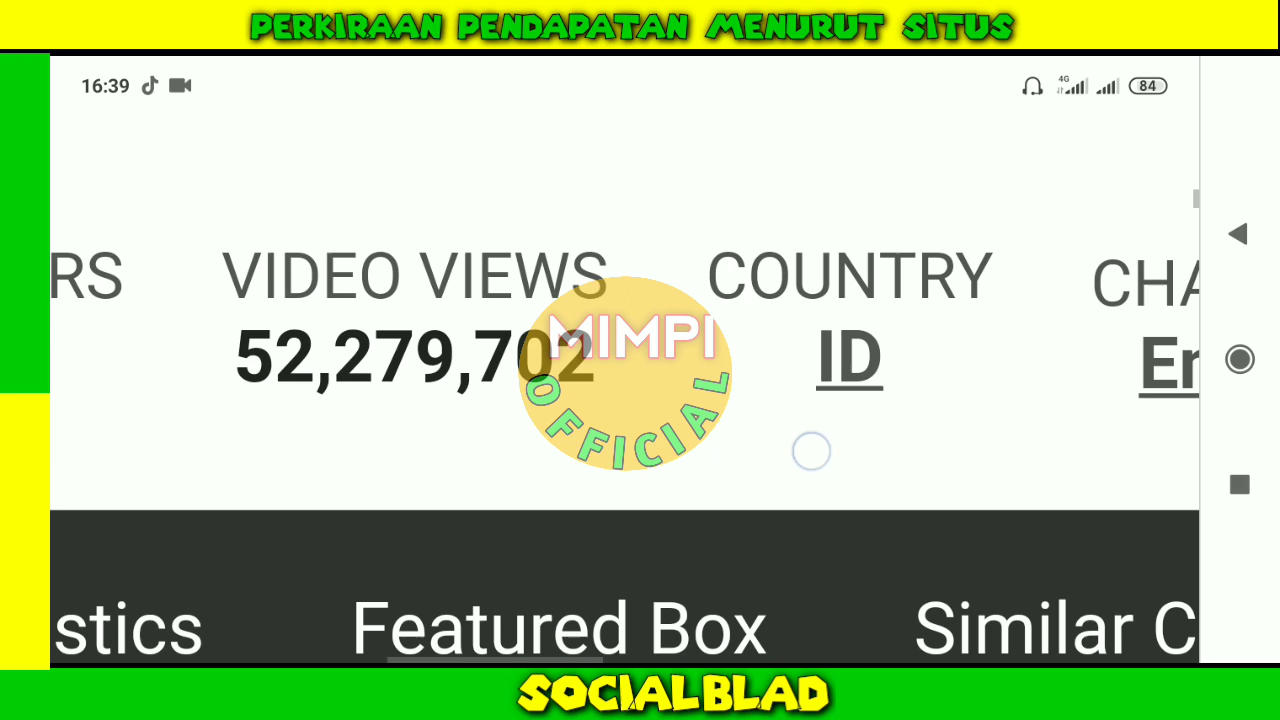 PERKIRAAN PENDAPATAN MENURUT SITUS
16:39 4G 84
RS VIDEO VIEWS COUNTRY CHA
52,279,702 ID En
MIMPI
OFFICIAL
stics Featured Box Similar C
SOCIALBLAD